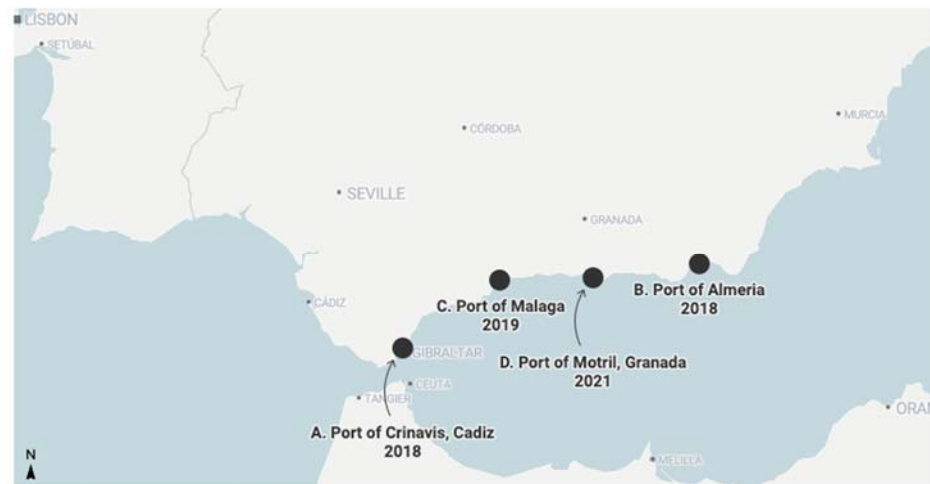 LISBON
SETÚBAL
MURCIA
CÓRDOBA
SEVILLE
GRANADA
B. Port of Almeria
2018
C. Port of Malaga
2019
CÁDIZ
GIBRALTAR
D. Port of Motril, Granada
2021
CEUTA
TANGIER
ORAN
A. Port of Crinavis, Cadiz
2018
MELILLA
N